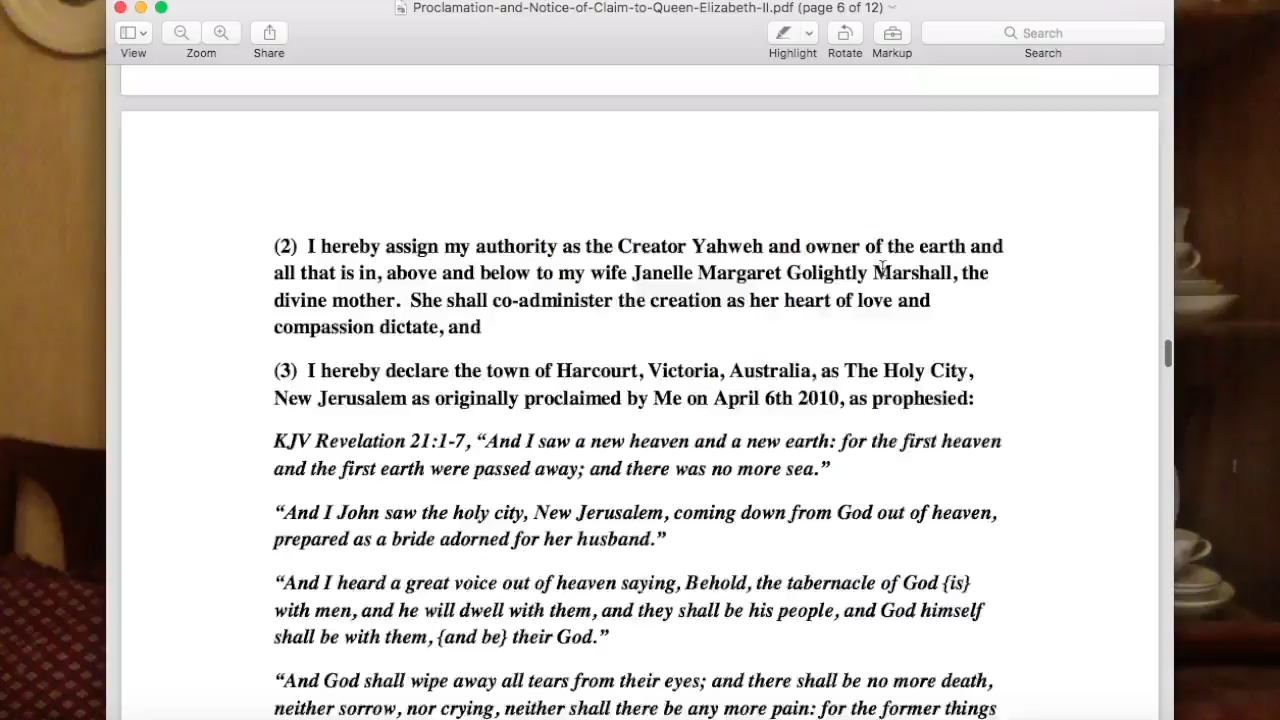 Proclamation-and-Notice-of-Claim-to-Queen-Elizabeth-II.pdf (page 6 of 12)
Search
View Zoom Share Highlight Rotate Markup Search
(2) I hereby assign my authority as the Creator Yahweh and owner of the earth and
all that is in, above and below to my wife Janelle Margaret Golightly Marshall, the
divine mother. She shall co-administer the creation as her heart of love and
compassion dictate, and
(3) I hereby declare the town of Harcourt, Victoria, Australia, as The Holy City,
New Jerusalem as originally proclaimed by Me on April 6th 2010, as prophesied:
KJV Revelation 21:1-7, “And I saw a new heaven and a new earth: for the first heaven
and the first earth were passed away; and there was no more sea.”
“And I John saw the holy city, New Jerusalem, coming down from God out of heaven,
prepared as a bride adorned for her husband.”
“And I heard a great voice out of heaven saying, Behold, the tabernacle of God {is}
with men, and he will dwell with them, and they shall be his people, and God himself
shall be with them, {and be} their God.”
“And God shall wipe away all tears from their eyes; and there shall be no more death,
neither sorrow, nor crying, neither shall there be any more pain: for the former things